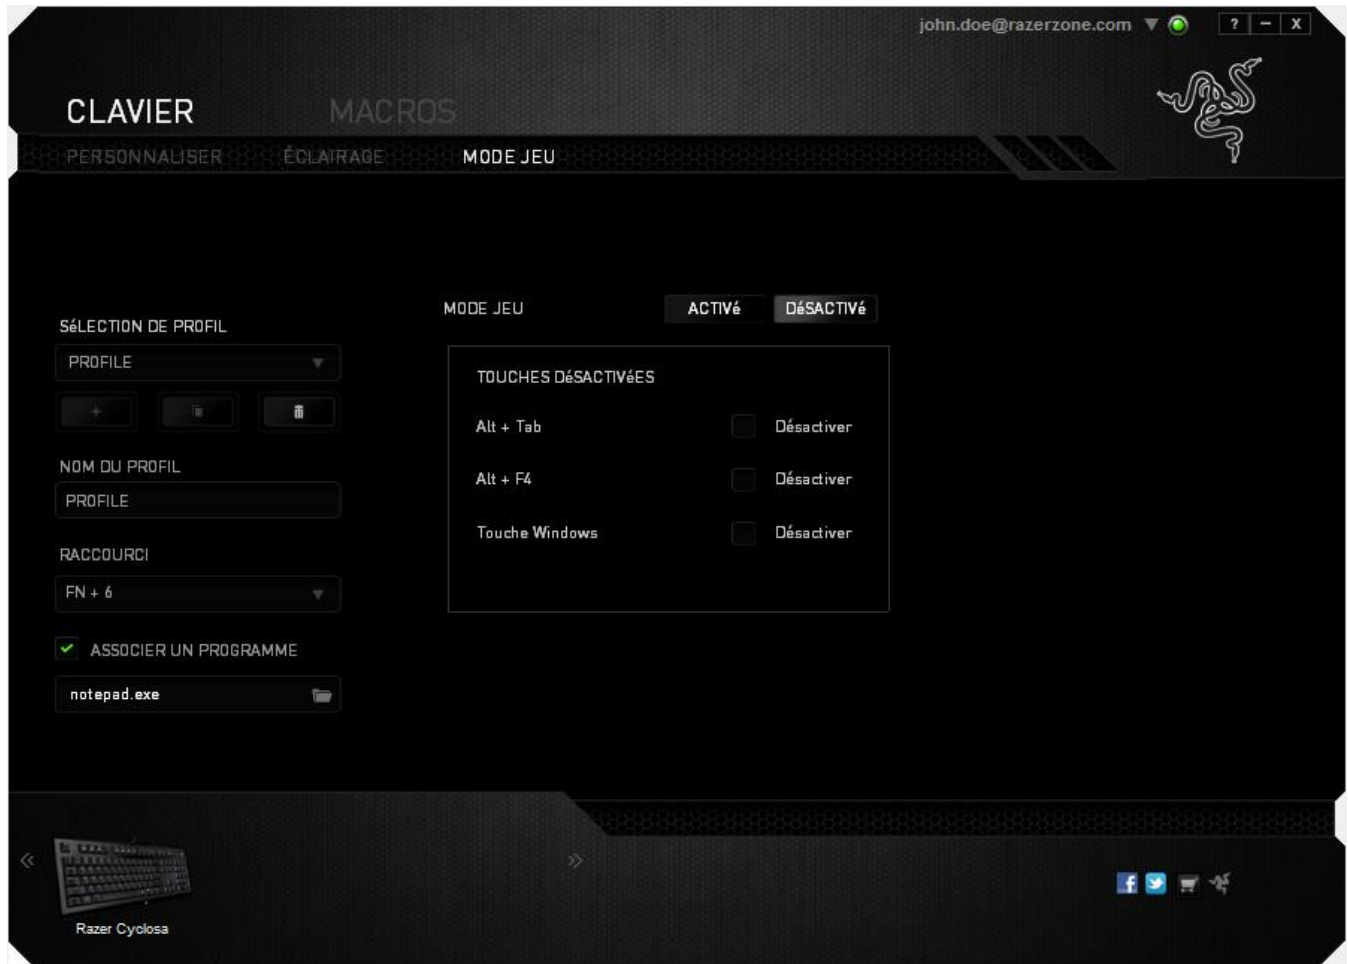 john.doe@razerzone.com
? - X
CLAVIER MACROS
PERSONNALISER ÉCLAIRAGE MODE JEU
MODE JEU ACTIVé DéSACTIVé
SéLECTION DE PROFIL
PROFILE
+
NOM DU PROFIL
PROFILE
RACCOURCI
FN + 6
ASSOCIER UN PROGRAMME
notepad.exe
TOUCHES DéSACTIVéES
Alt + Tab Désactiver
Alt + F4 Désactiver
Touche Windows Désactiver
Razer Cyclosa